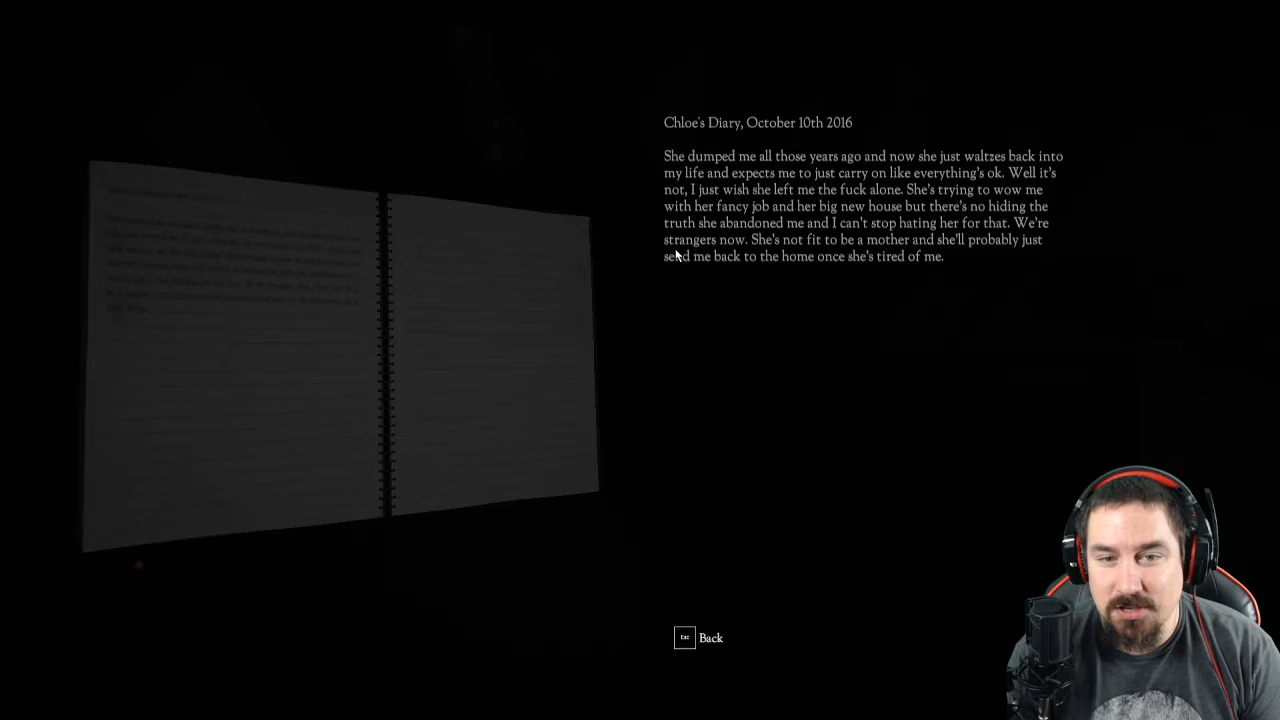 Chloe's Diary, October 10th 2016
She dumped me all those years ago and now she just waltzes back into
my life and expects me to just carry on like everything's ok. Well it's
not, I just wish she left me the fuck alone. She's trying to wow me
with her fancy job and her big new house but there's no hiding the
truth she abandoned me and I can't stop hating her for that. We're
strangers now. She's not fit to be a mother and she'll probably just
send me back to the home once she's tired of me.
Esc Back